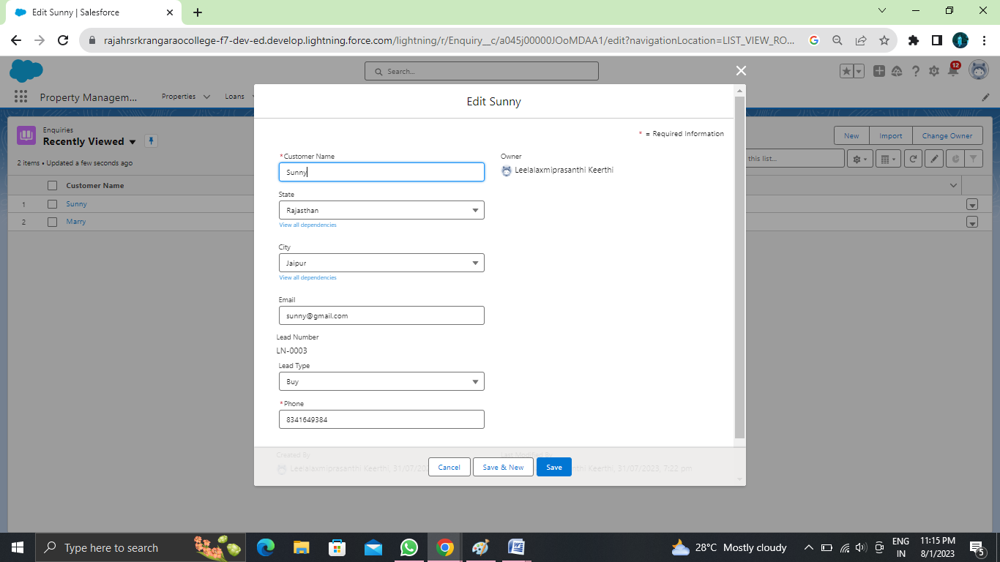 Edit Sunny | Salesforce
rajahrsrkrangaraocollege-f7-dev-ed.develop.lightning.force.com/lightning/r/Enquiry__c/a045j00000JOoMDAA1/edit?navigationLocation=LIST_VIEW_RO...
Search...
12
Property Managem...
Properties
Loans
Edit Sunny
* = Required Information
Enquiries
Recently Viewed
2 items • Updated a few seconds ago
New
Import
Change Owner
this list...
Customer Name
1
Sunny
2
Marry
*Customer Name
Sunny
Owner
Leelalaxmiprasanthi Keerthi
State
Rajasthan
View all dependencies
City
Jaipur
View all dependencies
Email
sunny@gmail.com
Lead Number
LN-0003
Lead Type
Buy
*Phone
8341649384
Created By
Last Modified By
Leelalaxmiprasanthi Keerthi, 31/07/202
nthi Keerthi, 31/07/2023, 7:22 pm
Cancel
Save & New
Save
Type here to search
28°C Mostly cloudy
ENG
IN
11:15 PM
8/1/2023
5